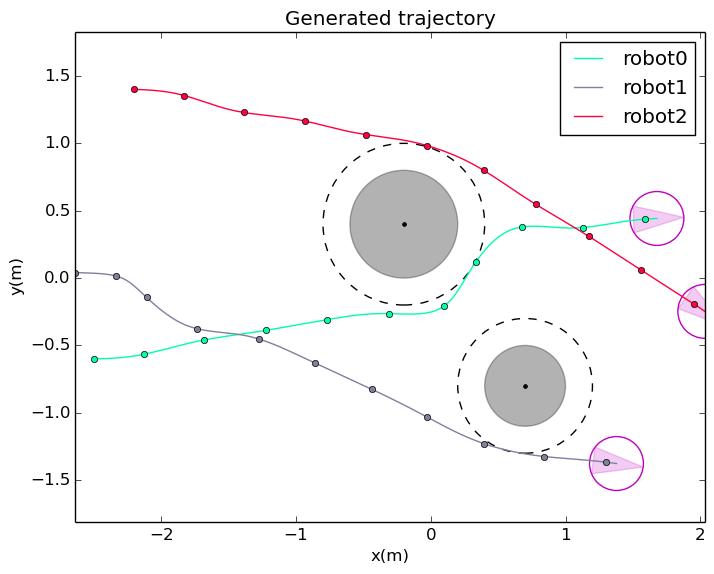 Generated trajectory
robot0
robot1
robot2
y(m)
1.5
1.0
0.5
0.0
−0.5
−1.0
−1.5
−2 −1 0 1 2
x(m)